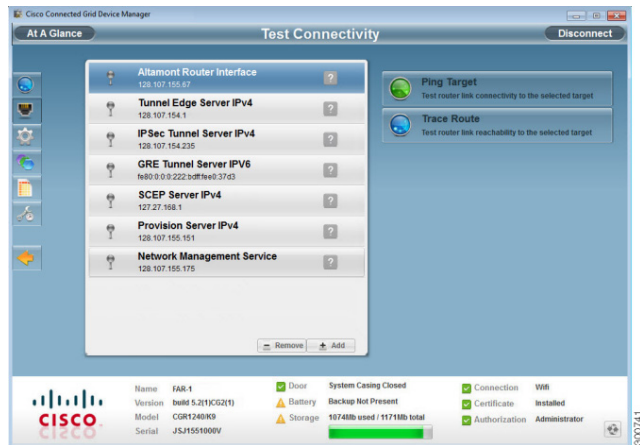 Cisco Connected Grid Device Manager
At A Glance
Test Connectivity
Disconnect
Altamont Router Interface
128.107.155.67
Tunnel Edge Server IPv4
128.107.154.1
IPSec Tunnel Server IPv4
128.107.154.235
GRE Tunnel Server IPV6
fe80:0:0:0:222:bdff:fee0:37d3
SCEP Server IPv4
127.27.168.1
Provision Server IPv4
128.107.155.151
Network Management Service
128.107.155.175
Remove
Add
Ping Target
Test router link connectivity to the selected target
Trace Route
Test router link reachability to the selected target
CISCO
Name FAR-1
Version build 5.2(1)CG2(1)
Model CGR1240/K9
Serial JSJ1551000V
Door System Casing Closed
Battery Backup Not Present
Storage 1074Mb used / 1171Mb total
Connection Wifi
Certificate Installed
Authorization Administrator